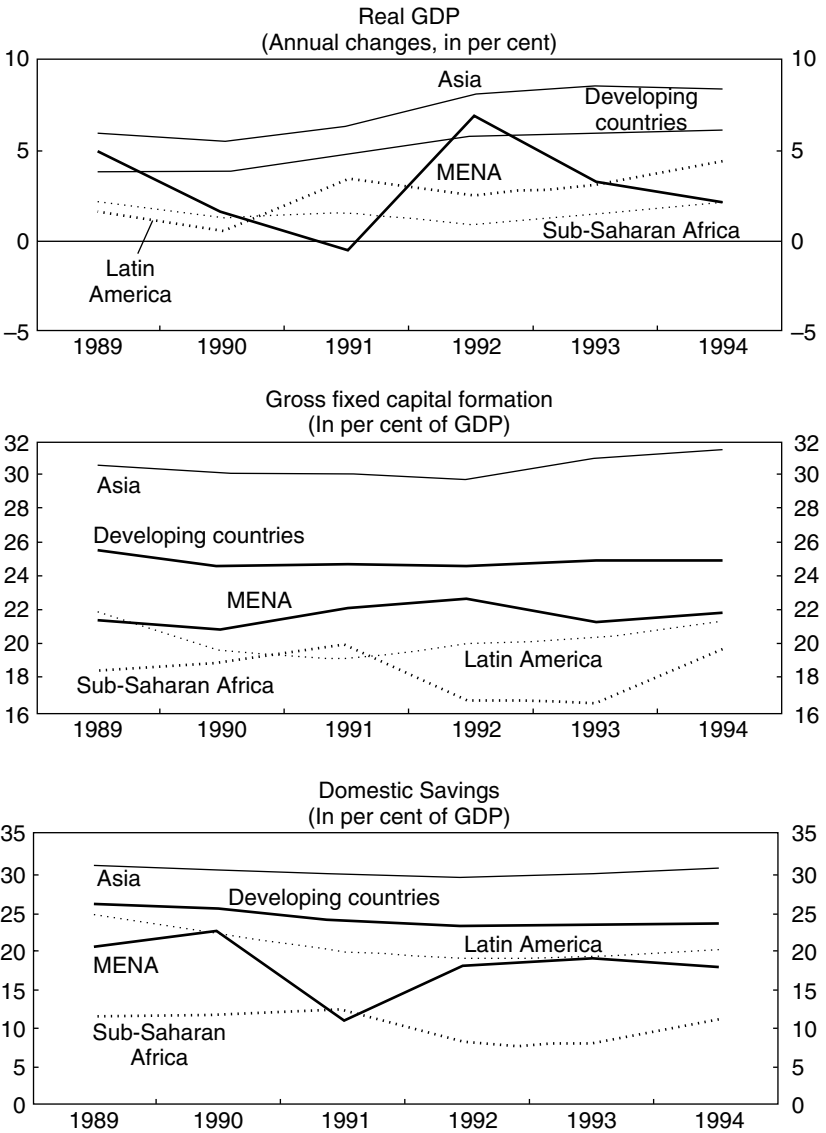 Real GDP
(Annual changes, in per cent)
10 10
Asia
Developing
countries
5 5
MENA
0 0
Sub-Saharan Africa
Latin
America
–5 –5
1989 1990 1991 1992 1993 1994
Gross fixed capital formation
(In per cent of GDP)
32 32
30 30
Asia
28 28
Developing countries
26 26
24 24
MENA
22 22
20 20
Latin America
18 18
Sub-Saharan Africa
16 16
1989 1990 1991 1992 1993 1994
Domestic Savings
(In per cent of GDP)
35 35
30 30
Asia
Developing countries
25 25
Latin America
20 20
MENA
15 15
10 10
Sub-Saharan
Africa
5 5
0 0
1989 1990 1991 1992 1993 1994